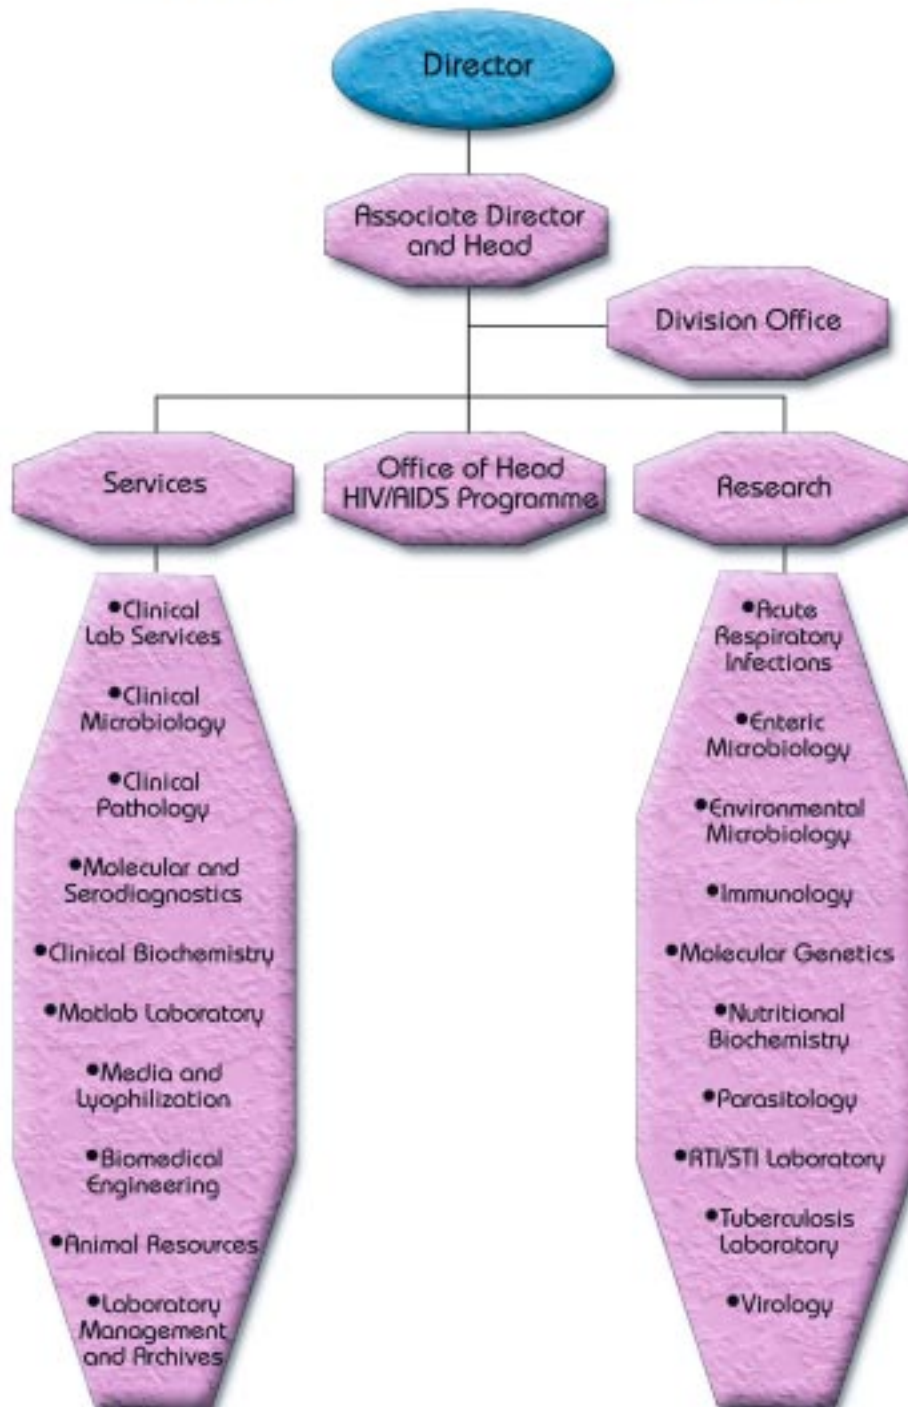 Director
Associate Director
and Head
Division Office
Services
Office of Head
HIV/AIDS Programme
Research
•Clinical
Lab Services
•Clinical
Microbiology
•Clinical
Pathology
•Molecular and
Serodiagnostics
•Clinical Biochemistry
•Matlab Laboratory
•Media and
Lyophilization
•Biomedical
Engineering
•Animal Resources
•Laboratory
Management
and Archives
•Acute
Respiratory
Infections
•Enteric
Microbiology
•Environmental
Microbiology
•Immunology
•Molecular Genetics
•Nutritional
Biochemistry
•Parasitology
•RTI/STI Laboratory
•Tuberculosis
Laboratory
•Virology